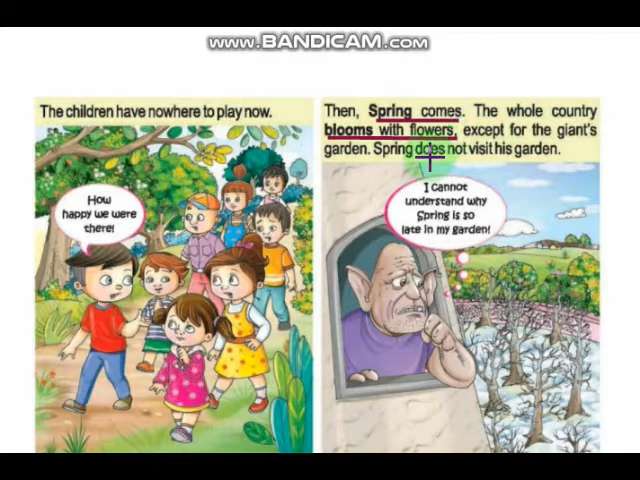 www.BANDICAM.com
The children have nowhere to play now.
How
happy we were
there!
Then, Spring comes. The whole country
blooms with flowers, except for the giant's
garden. Spring does not visit his garden.
I cannot
understand why
Spring is so
late in my garden!